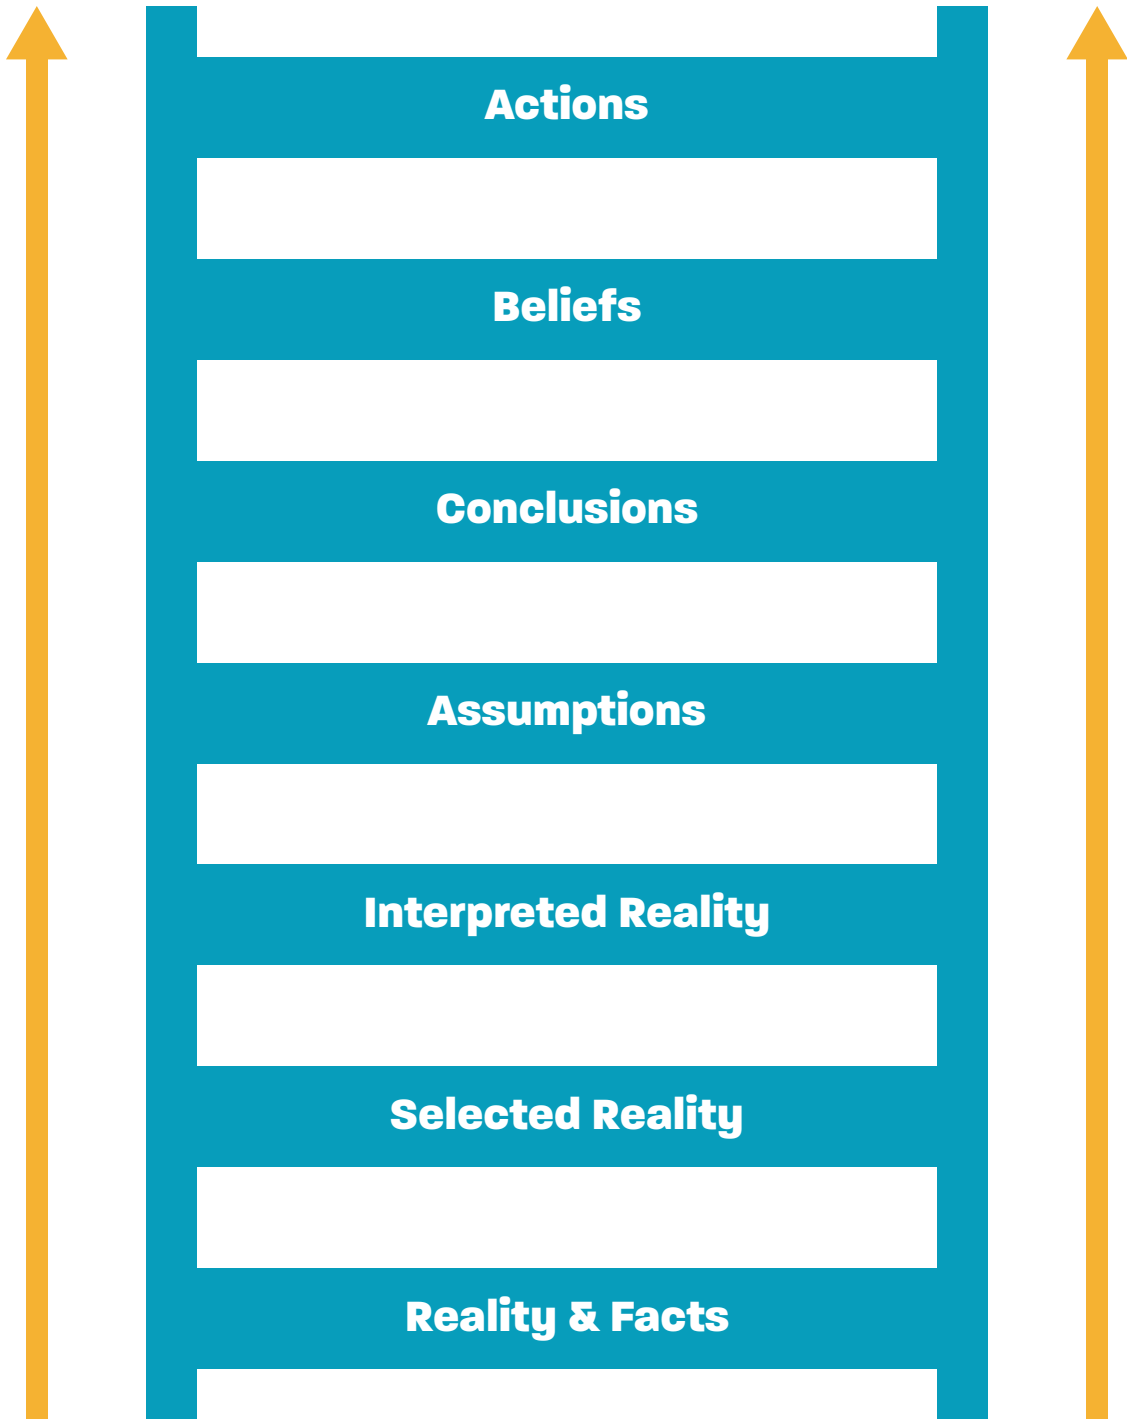 Actions
Beliefs
Conclusions
Assumptions
Interpreted Reality
Selected Reality
Reality & Facts